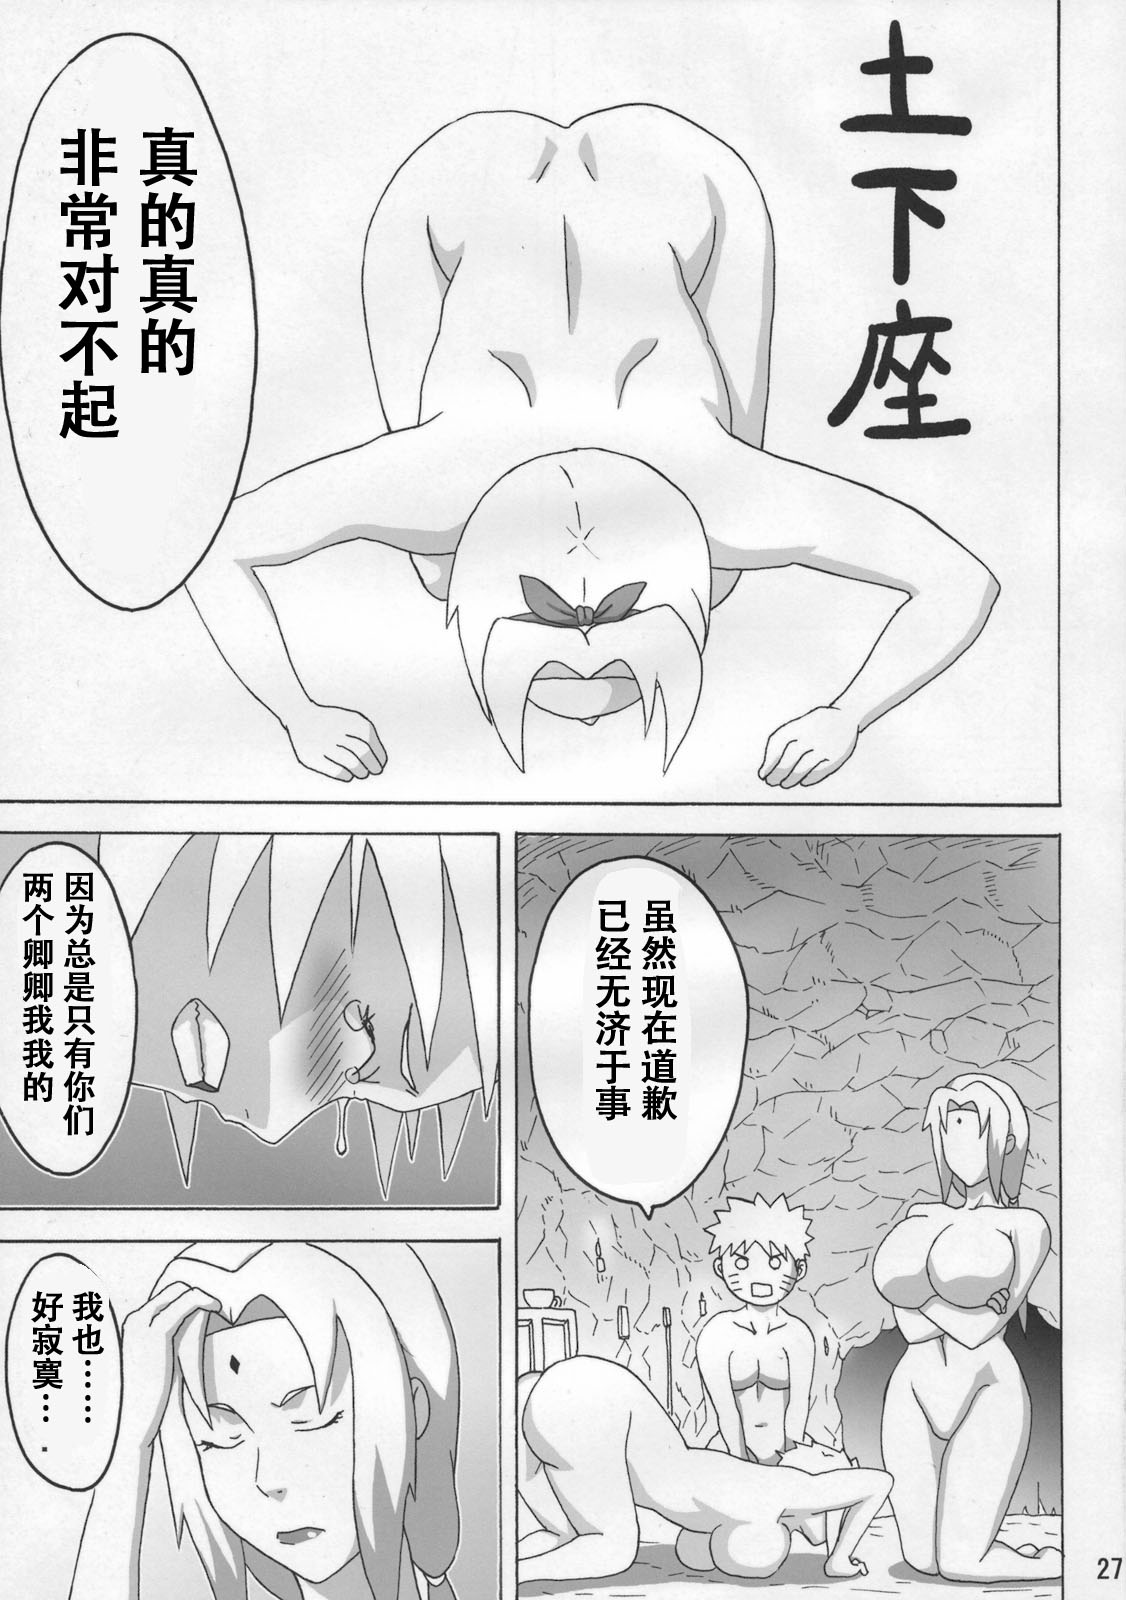 土下座
真的真的
非常对不起
虽然现在道歉
已经无济于事
因为总是只有你们
两个卿卿我我的
我也……
好寂寞….
27